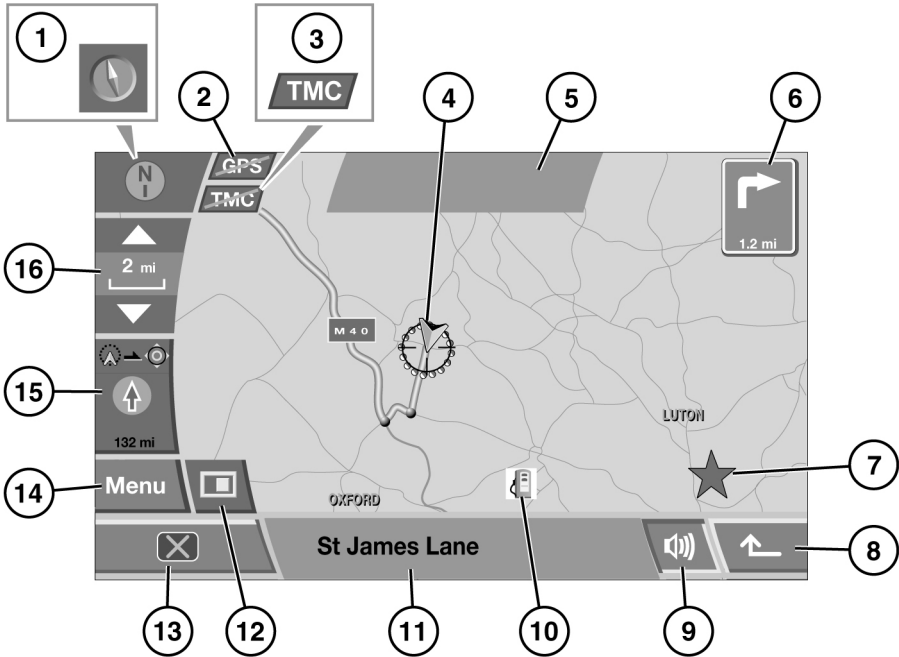 1
3
TMC
2
4
5
6
N
GPS
TMC
1.2 mi
16
2 mi
M 4 0
15
132 mi
LUTON
7
14
Menu
OXFORD
St James Lane
8
13
12
11
10
9